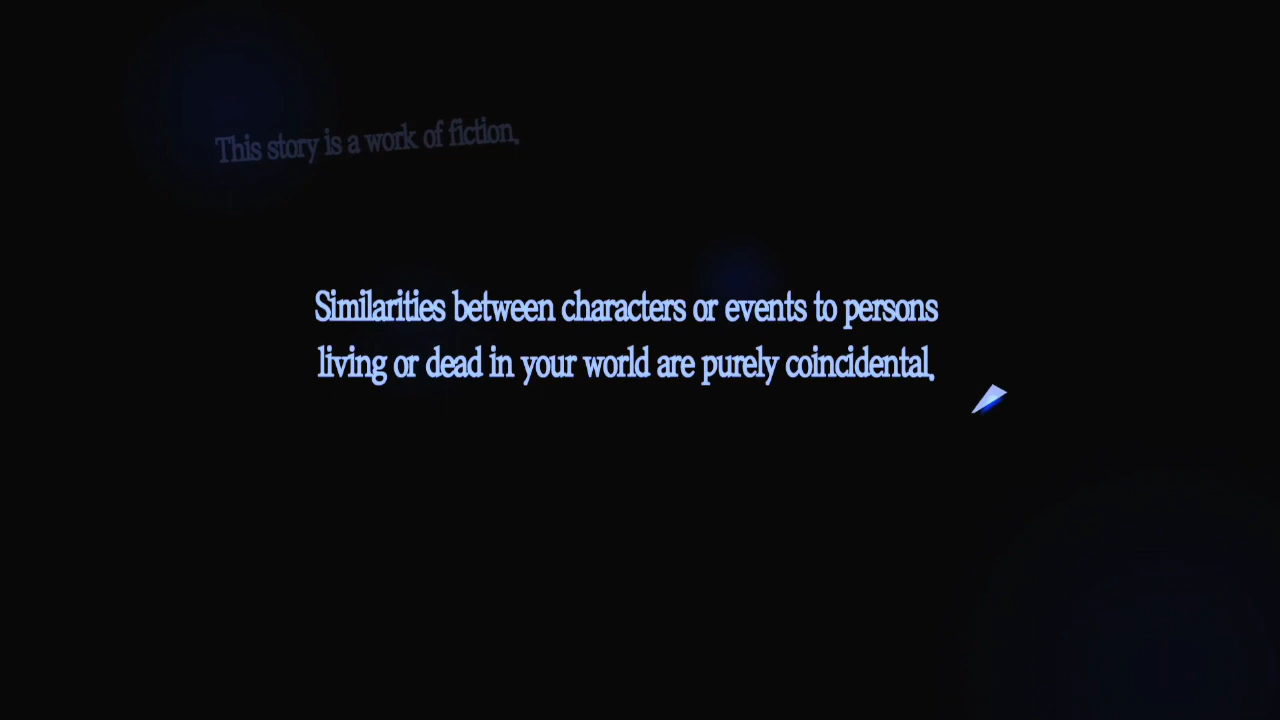 This story is a work of fiction.
Similarities between characters or events to persons
living or dead in your world are purely coincidental.